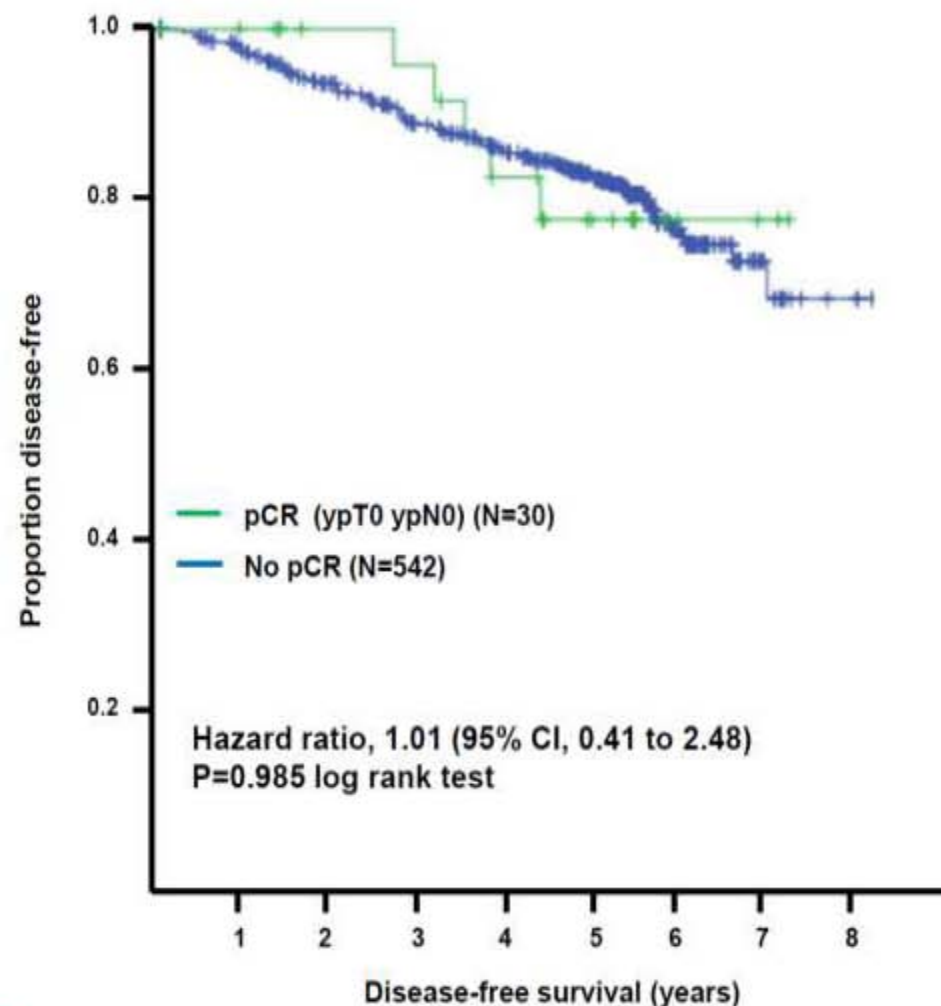 1.0
0.8
0.6
0.4
0.2
Proportion disease-free
pCR (ypT0 ypN0) (N=30)
No pCR (N=542)
Hazard ratio, 1.01 (95% CI, 0.41 to 2.48)
P=0.985 log rank test
1 2 3 4 5 6 7 8
Disease-free survival (years)